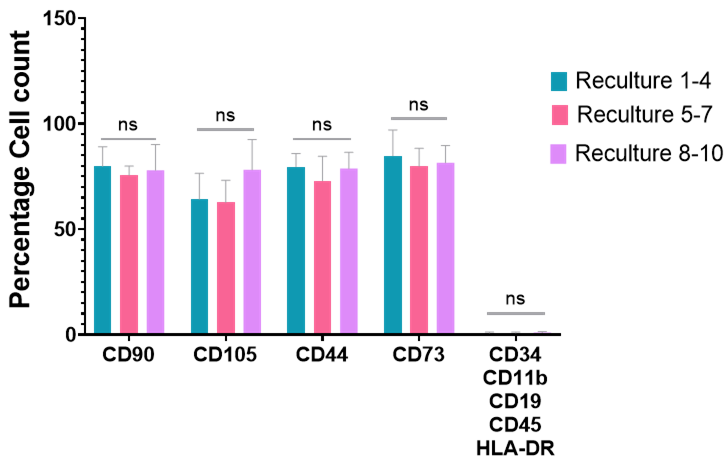 150
100
50
0
Percentage Cell count
ns
ns
ns
ns
ns
Reculture 1-4
Reculture 5-7
Reculture 8-10
CD90
CD105
CD44
CD73
CD34
CD11b
CD19
CD45
HLA-DR